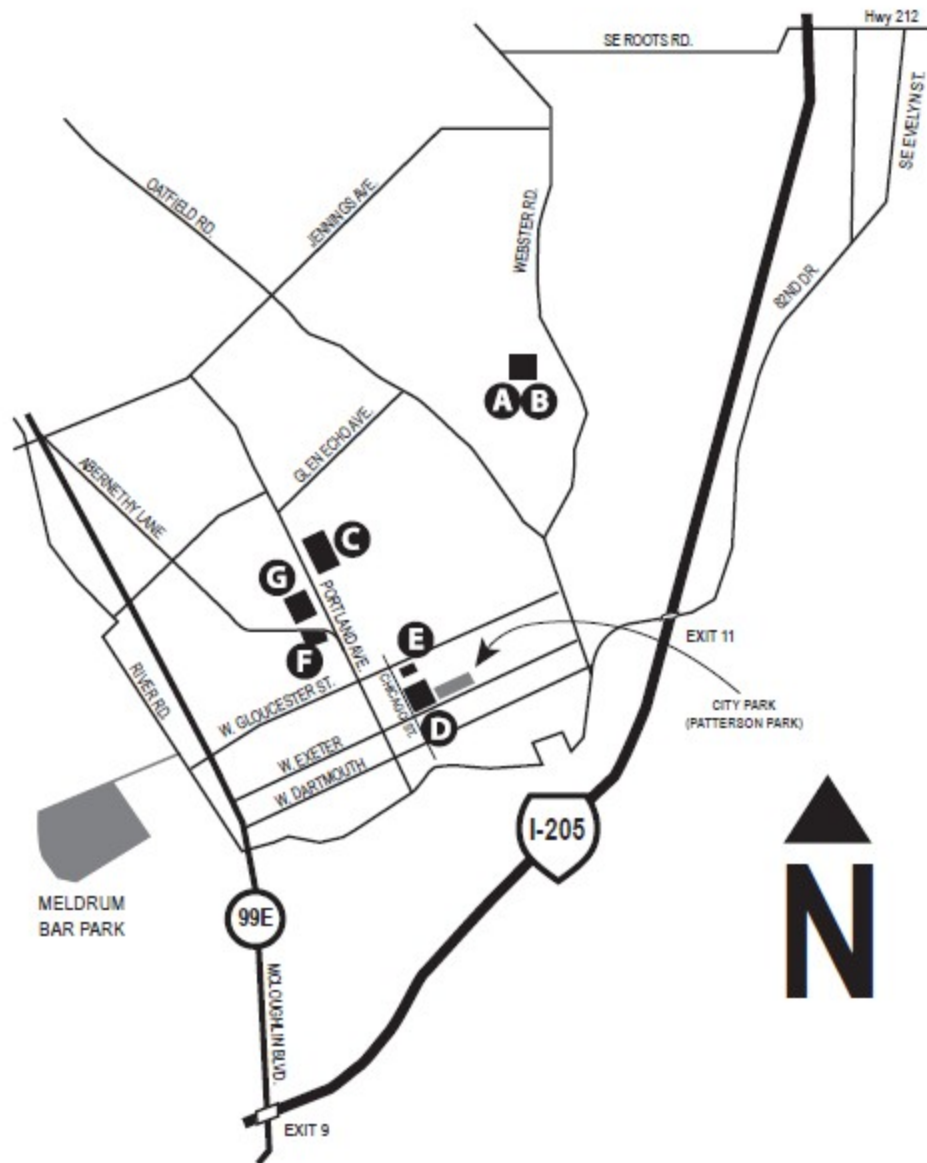 Hwy 212
SE ROOTS RD.
SE EVELYN ST.
OATFIELD RD.
JENNINGS AVE.
WEBSTER RD.
82ND DR.
A B
GLEN ECHO AVE.
ABERNETHY LANE
C
G
PORTLAND AVE.
F
E
EXIT 11
RIVER RD.
W. GLOUCESTER ST.
CHICAGO ST.
D
CITY PARK
(PATTERSON PARK)
W. EXETER
W. DARTMOUTH
I-205
MELDRUM
BAR PARK
99E
N
MCLOUGHLIN BLVD.
EXIT 9